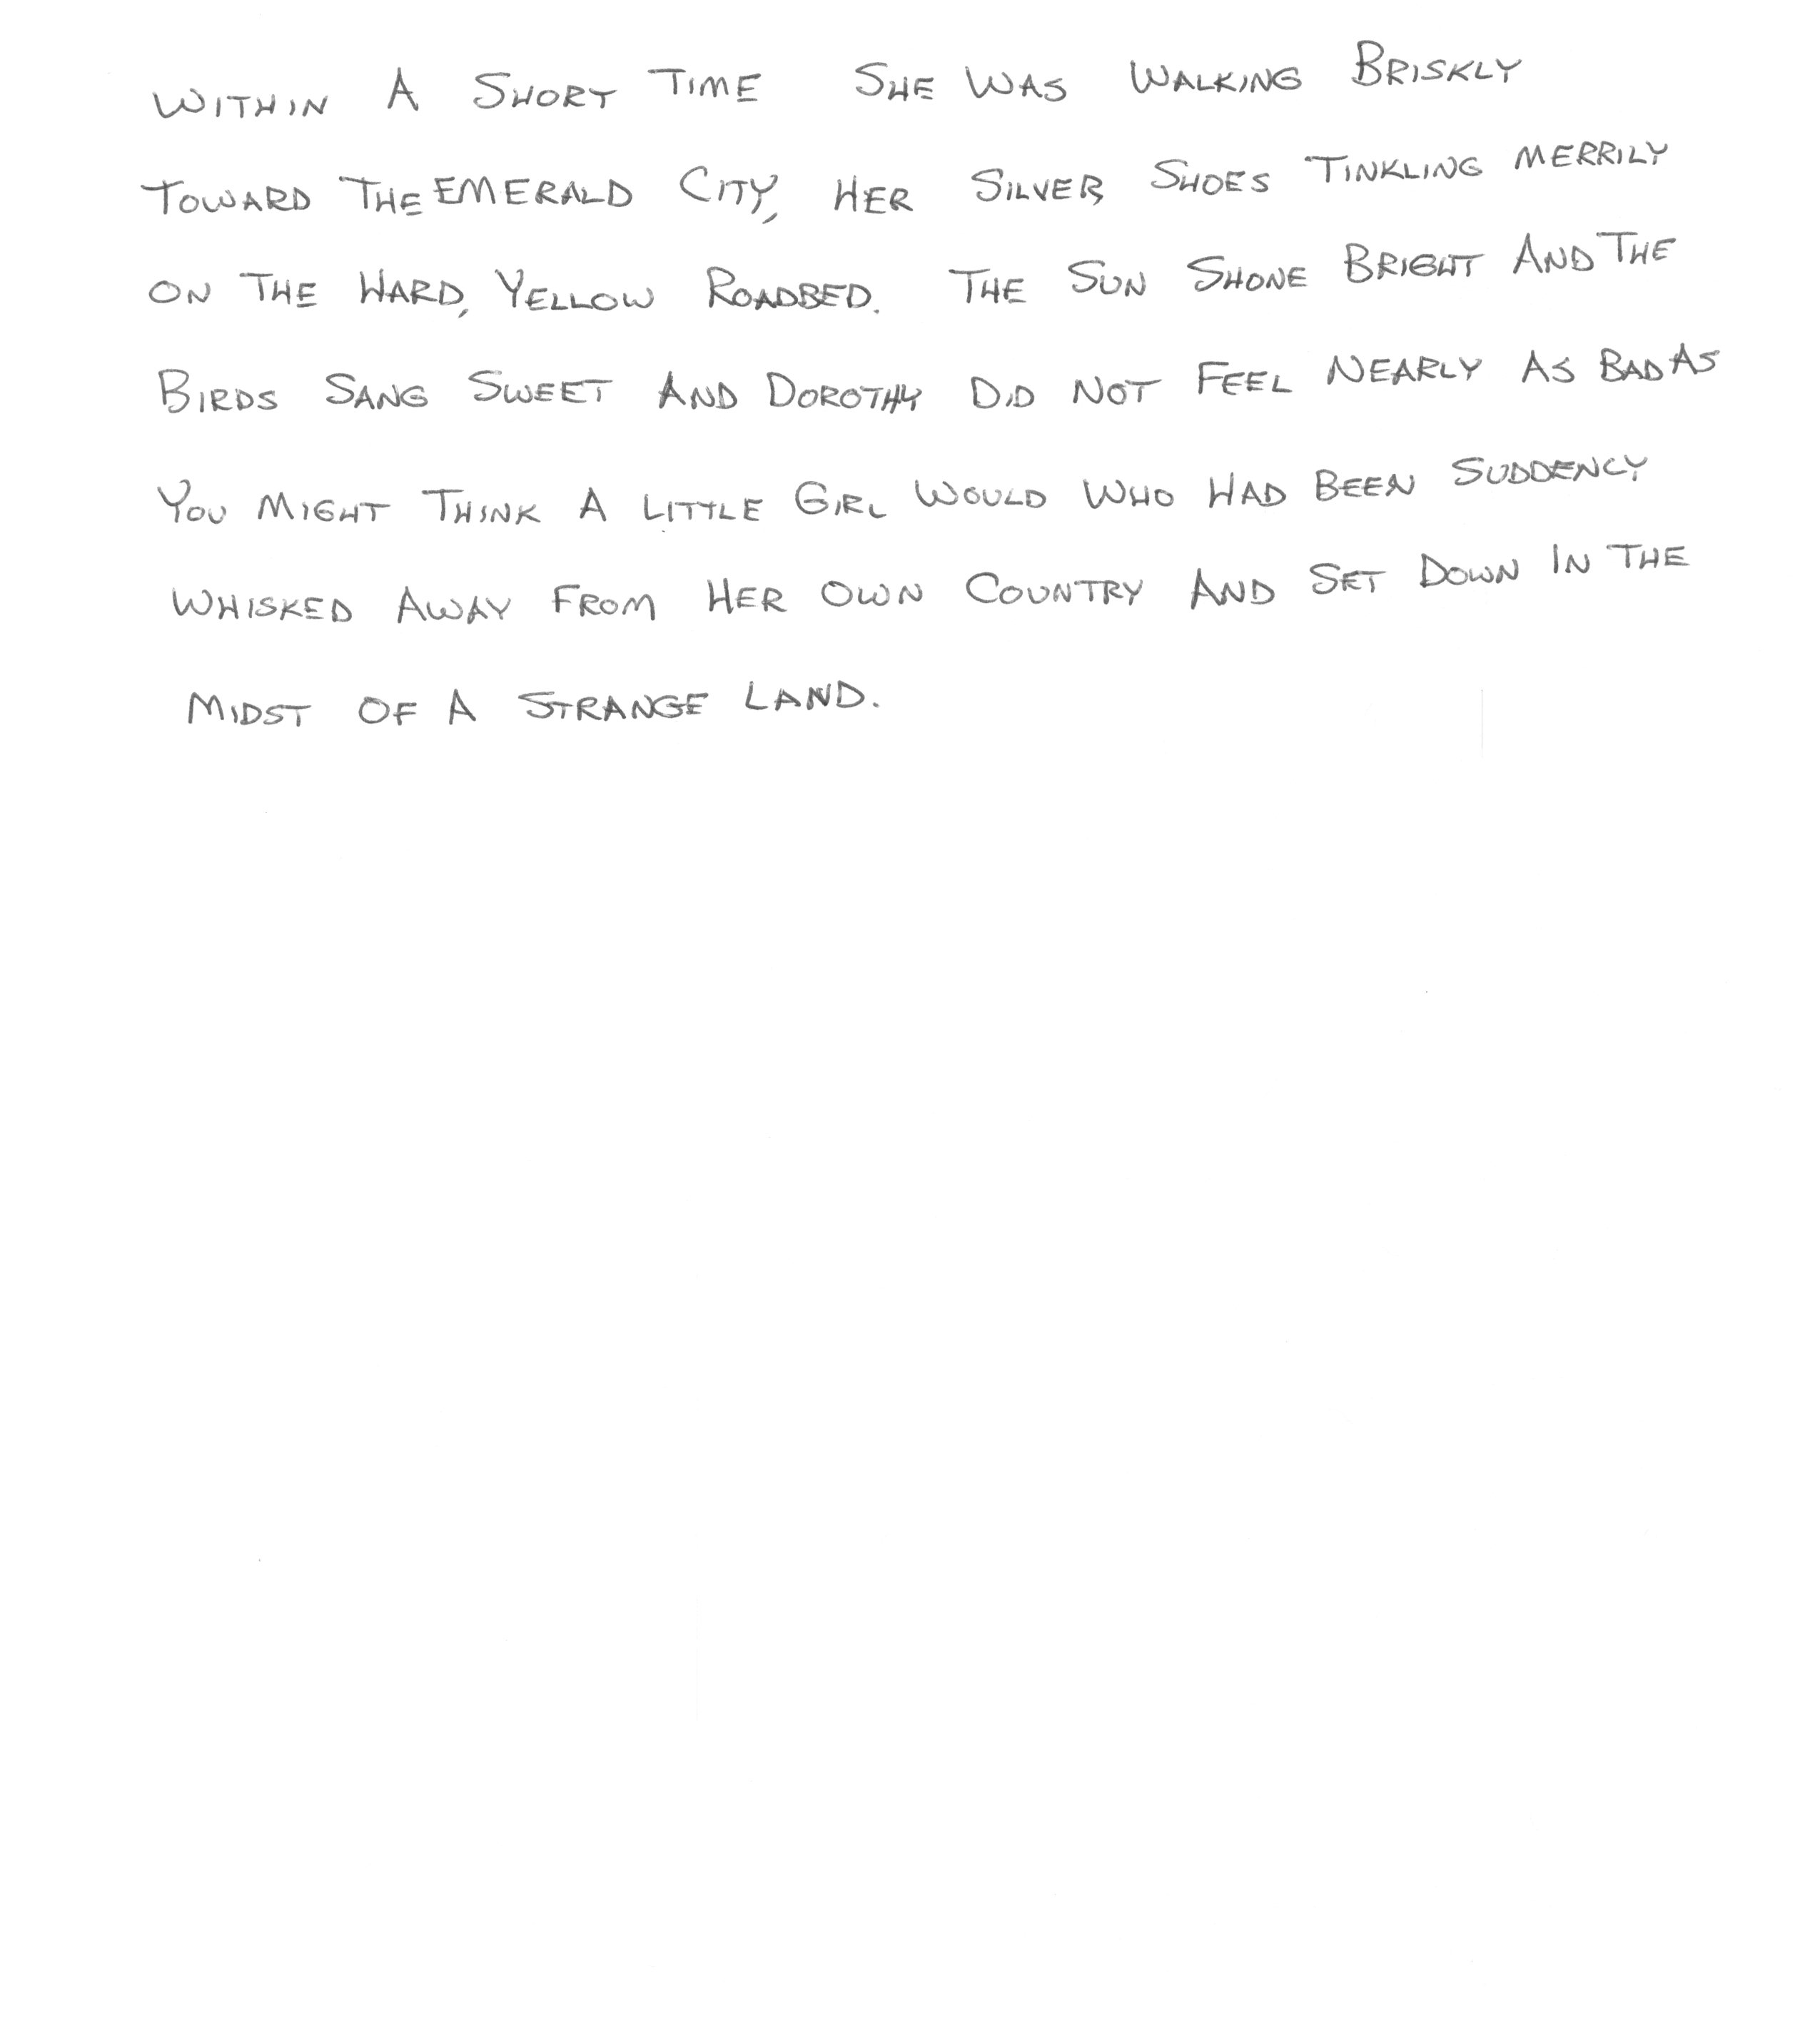 WITHIN A SHORT TIME SHE WAS WALKING BRISKLY
TOWARD THE EMERALD CITY, HER SILVER SHOES TINKLING MERRILY
ON THE HARD, YELLOW ROADBED. THE SUN SHONE BRIGHT AND THE
BIRDS SANG SWEET AND DOROTHY DID NOT FEEL NEARLY AS BAD AS
YOU MIGHT THINK A LITTLE GIRL WOULD WHO HAD BEEN SUDDENLY
WHISKED AWAY FROM HER OWN COUNTRY AND SET DOWN IN THE
MIDST OF A STRANGE LAND.